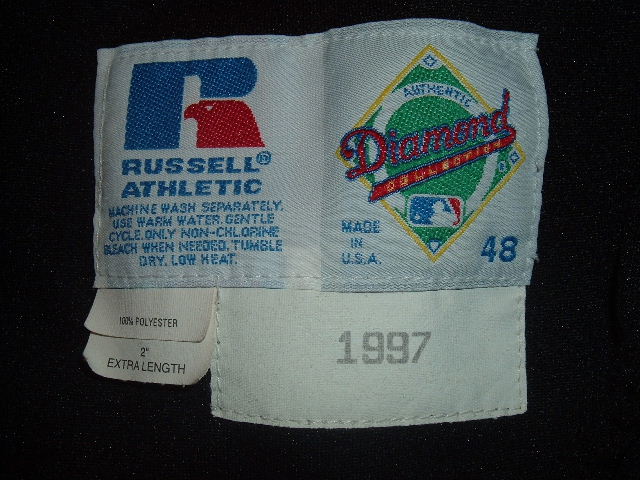 R
RUSSELL®
ATHLETIC
MACHINE WASH SEPARATELY.
USE WARM WATER. GENTLE
CYCLE. ONLY NON-CHLORINE
BLEACH WHEN NEEDED. TUMBLE
DRY. LOW HEAT.
AUTHENTIC
Diamond
COLLECTION
MADE
IN
U.S.A.
48
100% POLYESTER
2"
EXTRA LENGTH
1997